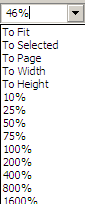 46%
To Fit
To Selected
To Page
To Width
To Height
10%
25%
50%
75%
100%
200%
400%
800%
1600%